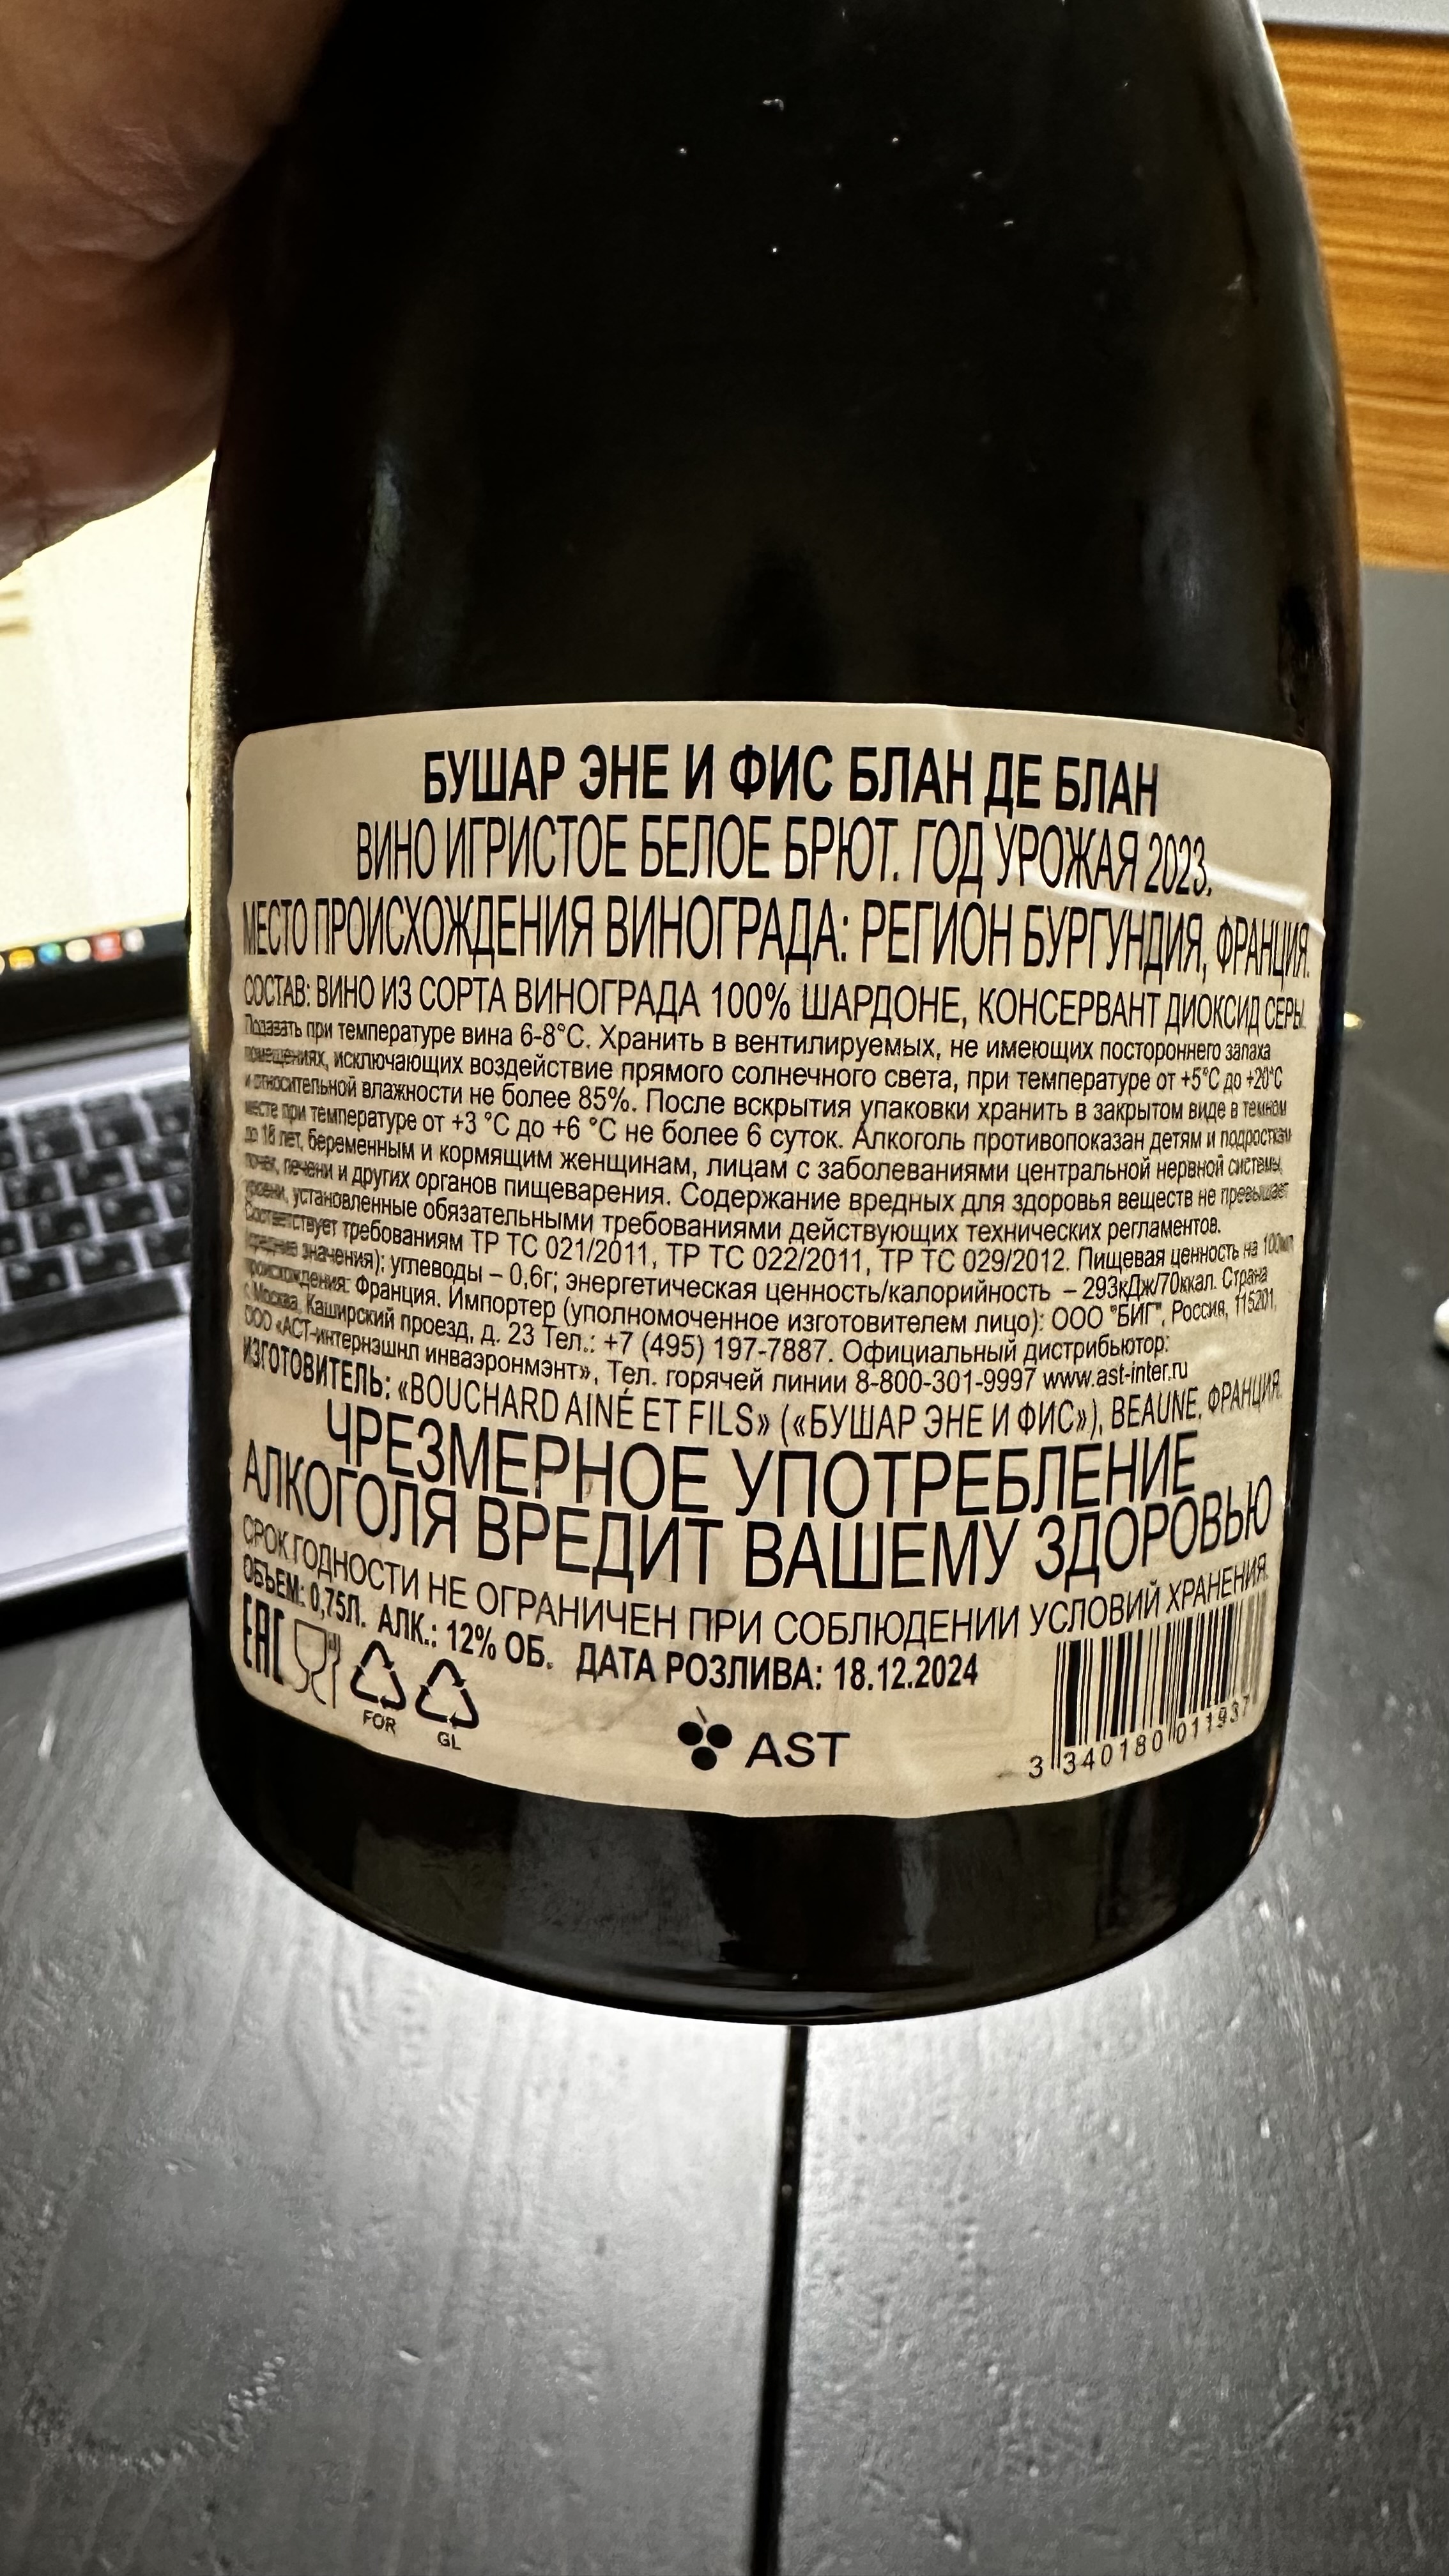 БУШАР ЭНЕ И ФИС БЛАН ДЕ БЛАН
ВИНО ИГРИСТОЕ БЕЛОЕ БРЮТ. ГОД УРОЖАЯ 2023.
МЕСТО ПРОИСХОЖДЕНИЯ ВИНОГРАДА: РЕГИОН БУРГУНДИЯ, ФРАНЦИЯ.
СОСТАВ: ВИНО ИЗ СОРТА ВИНОГРАДА 100% ШАРДОНЕ, КОНСЕРВАНТ ДИОКСИД СЕРЫ.
Подавать при температуре вина 6-8°С. Хранить в вентилируемых, не имеющих постороннего запаха
помещениях, исключающих воздействие прямого солнечного света, при температуре от +5°С до +20°С
и относительной влажности не более 85%. После вскрытия упаковки хранить в закрытом виде в темном
месте при температуре от +3 °С до +6 °С не более 6 суток. Алкоголь противопоказан детям и подросткам
до 18 лет, беременным и кормящим женщинам, лицам с заболеваниями центральной нервной системы,
почек, печени и других органов пищеварения. Содержание вредных для здоровья веществ не превышает
уровни, установленные обязательными требованиями действующих технических регламентов.
Соответствует требованиям ТР ТС 021/2011, ТР ТС 022/2011, ТР ТС 029/2012. Пищевая ценность на 100мл
(средние значения); углеводы – 0,6г; энергетическая ценность/калорийность – 293кДж/70ккал. Страна
происхождения: Франция. Импортер (уполномоченное изготовителем лицо): ООО "БИГ", Россия, 115201,
г. Москва, Каширский проезд, д. 23 Тел.: +7 (495) 197-7887. Официальный дистрибьютор:
ООО «АСТ-интернэшнл инваэронмэнт», Тел. горячей линии 8-800-301-9997 www.ast-inter.ru
ИЗГОТОВИТЕЛЬ: «BOUCHARD AINÉ ET FILS» («БУШАР ЭНЕ И ФИС»), BEAUNE, ФРАНЦИЯ.
ЧРЕЗМЕРНОЕ УПОТРЕБЛЕНИЕ
АЛКОГОЛЯ ВРЕДИТ ВАШЕМУ ЗДОРОВЬЮ
СРОК ГОДНОСТИ НЕ ОГРАНИЧЕН ПРИ СОБЛЮДЕНИИ УСЛОВИЙ ХРАНЕНИЯ.
ОБЪЕМ: 0,75Л. АЛК.: 12% ОБ. ДАТА РОЗЛИВА: 18.12.2024
EAC
FOR
GL
AST
3 340180 011937